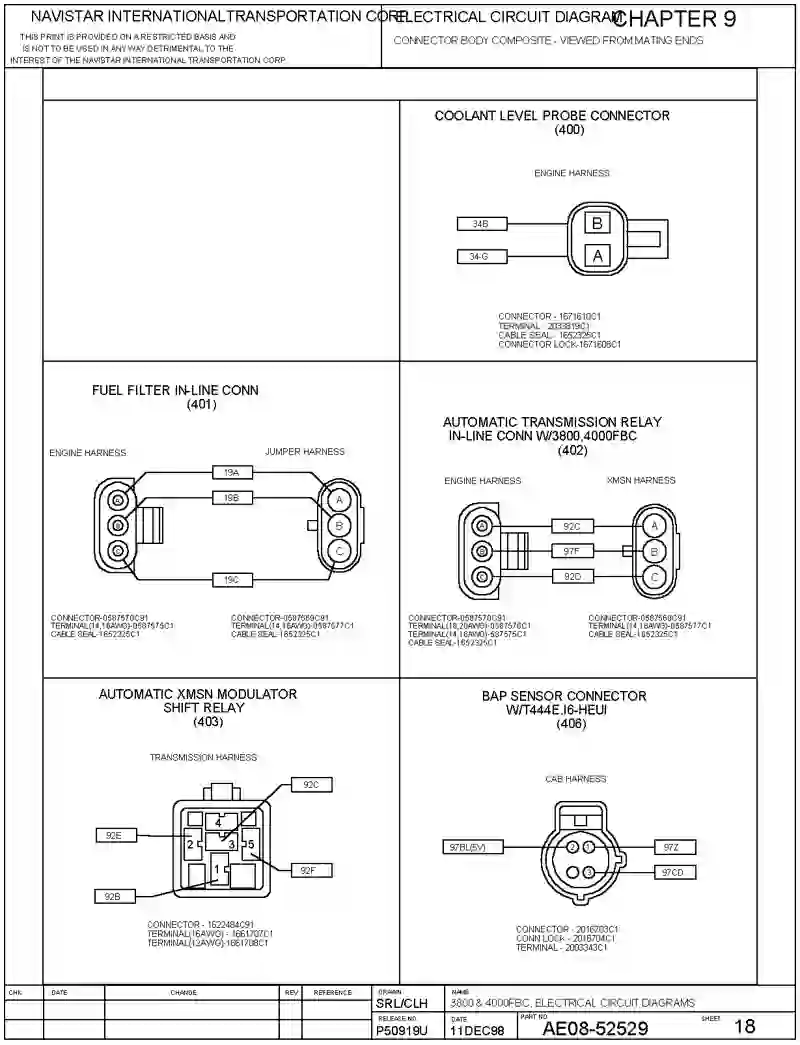 NAVISTAR INTERNATIONAL TRANSPORTATION CORP.
THIS PRINT IS PROVIDED ON A RESTRICTED BASIS AND
IS NOT TO BE USED IN ANY WAY DETRIMENTAL TO THE
INTEREST OF THE NAVISTAR INTERNATIONAL TRANSPORTATION CORP
ELECTRICAL CIRCUIT DIAGRAM
CHAPTER 9
CONNECTOR BODY COMPOSITE - VIEWED FROM MATING ENDS
COOLANT LEVEL PROBE CONNECTOR
(400)
ENGINE HARNESS
34B
B
34-G
A
CONNECTOR - 1671610C1
TERMINAL - 2033819C1
CABLE SEAL - 1652325C1
CONNECTOR LOCK-1671608C1
FUEL FILTER IN-LINE CONN
(401)
ENGINE HARNESS
JUMPER HARNESS
19A
19B
19C
A
B
C
A
B
C
CONNECTOR-0587570C91
TERMINAL(14,16AWG)-0587575C1
CABLE SEAL-1652325C1
CONNECTOR-0587569C91
TERMINAL(14,16AWG)-0587577C1
CABLE SEAL-1652325C1
AUTOMATIC TRANSMISSION RELAY
IN-LINE CONN W/3800,4000FBC
(402)
ENGINE HARNESS
XMSN HARNESS
A
92C
A
B
97F
B
C
92D
C
CONNECTOR-0587570C91
TERMINAL(18,20AWG)-0587576C1
TERMINAL(14,16AWG)-587575C1
CABLE SEAL-1652325C1
CONNECTOR-0587569C91
TERMINAL(14,16AWG)-0587577C1
CABLE SEAL-1652325C1
AUTOMATIC XMSN MODULATOR
SHIFT RELAY
(403)
TRANSMISSION HARNESS
92C
92E
4
2
3
5
1
92F
92B
CONNECTOR - 1622484C91
TERMINAL(16AWG) - 1661707C1
TERMINAL(12AWG)-1661708C1
BAP SENSOR CONNECTOR
W/T444E,I6-HEUI
(406)
CAB HARNESS
97BL(5V)
2
1
97Z
3
97CD
CONNECTOR - 2016703C1
CONN LOCK - 2016704C1
TERMINAL - 2003343C1
CHK
DATE
CHANGE
REV
REFERENCE
DRAWN
SRL/CLH
NAME
3800 & 4000FBC, ELECTRICAL CIRCUIT DIAGRAMS
RELEASE NO.
P50919U
DATE
11DEC98
PART NO.
AE08-52529
SHEET
18